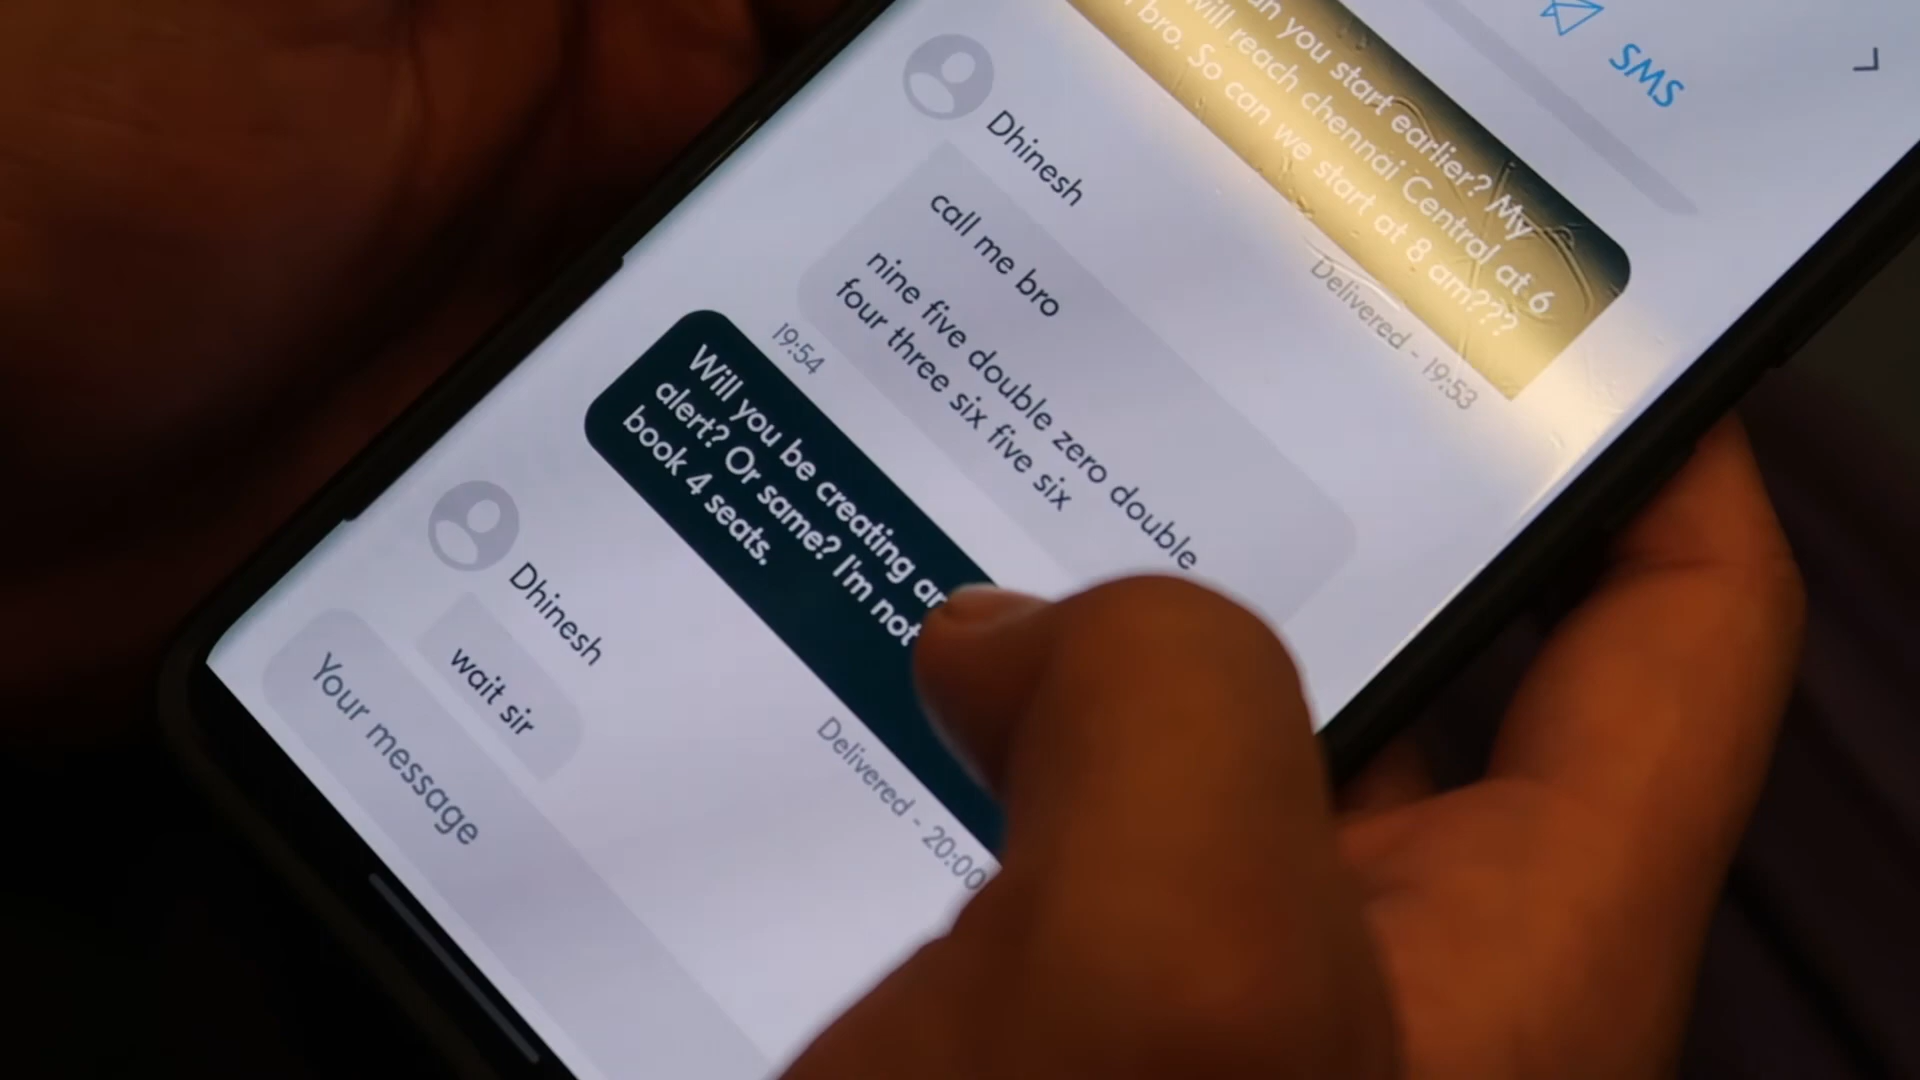 SMS
you start earlier? My
will reach chennai Central at 6
bro. So can we start at 8 am???
Delivered - 19:53
Dhinesh
call me bro
nine five double zero double
four three six five six
19:54
Will you be creating
alert? Or same? I'm not
book 4 seats.
Delivered - 20:00
Dhinesh
wait sir
Your message